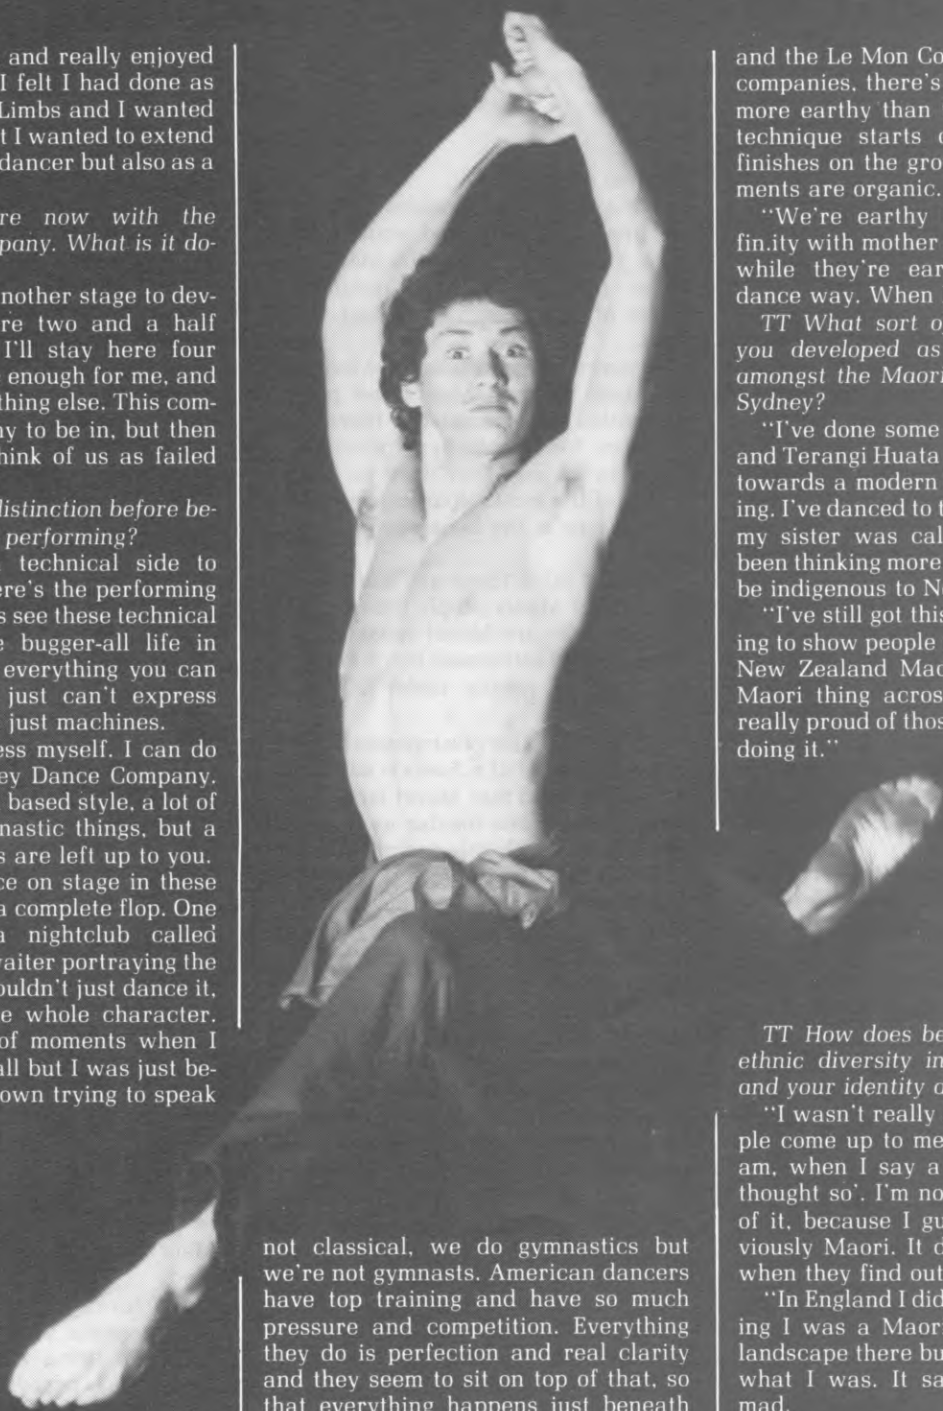 and really enjoyed
I felt I had done as
Limbs and I wanted
t I wanted to extend
dancer but also as a
re now with the
pany. What is it do-
nother stage to dev-
re two and a half
I'll stay here four
enough for me, and
thing else. This com-
ny to be in, but then
hink of us as failed
distinction before be-
performing?
technical side to
ere's the performing
s see these technical
e bugger-all life in
everything you can
just can't express
just machines.
ess myself. I can do
ey Dance Company.
based style, a lot of
nastic things, but a
s are left up to you.
ce on stage in these
a complete flop. One
a nightclub called
waiter portraying the
ouldn't just dance it,
e whole character.
of moments when I
all but I was just be-
own trying to speak
not classical, we do gymnastics but
we're not gymnasts. American dancers
have top training and have so much
pressure and competition. Everything
they do is perfection and real clarity
and they seem to sit on top of that, so
that everything happens just beneath
and the Le Mon Co
companies, there's
more earthy than
technique starts
finishes on the gro
ments are organic.
"We're earthy
fin.ity with mother
while they're ear
dance way. When
TT What sort o
you developed as
amongst the Maori
Sydney?
"I've done some
and Terangi Huata
towards a modern
ing. I've danced to t
my sister was cal
been thinking more
be indigenous to N
"I've still got this
ing to show people
New Zealand Mao
Maori thing acros
really proud of thos
doing it."
TT How does be
ethnic diversity in
and your identity a
"I wasn't really
ple come up to me
am, when I say a
thought so'. I'm no
of it, because I gu
viously Maori. It d
when they find out
"In England I did
ing I was a Maor
landscape there bu
what I was. It sa
mad.